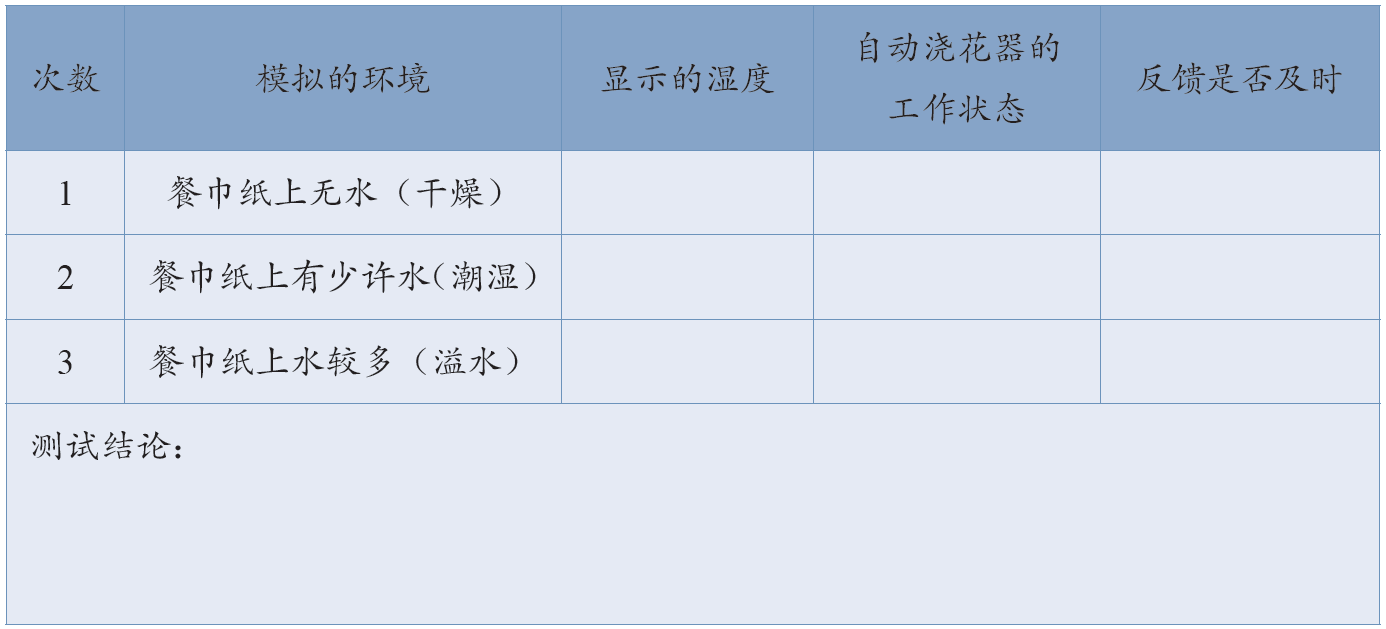 次数 模拟的环境 显示的湿度 自动浇花器的工作状态 反馈是否及时
1 餐巾纸上无水（干燥）
2 餐巾纸上有少许水（潮湿）
3 餐巾纸上水较多（溢水）
测试结论：